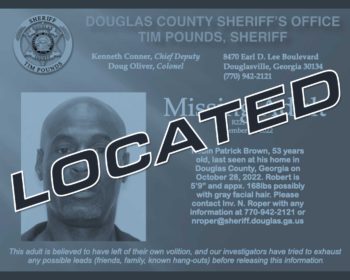 DOUGLAS COUNTY SHERIFF'S OFFICE
TIM POUNDS, SHERIFF
Kenneth Conner, Chief Deputy
Doug Oliver, Colonel
8470 Earl D. Lee Boulevard
Douglasville, Georgia 30134
(770) 942-2121
SHERIFF
TIM POUNDS
Missing Adult
2022
LOCATED
Patrick Brown, 53 years
old, last seen at his home in
Douglas County, Georgia on
October 28, 2022. Robert is
5'9" and appx. 168lbs possibly
with gray facial hair. Please
contact Inv. N. Roper with any
information at 770-942-2121 or
nroper@sheriff.douglas.ga.us
This adult is believed to have left of their own volition, and our investigators have tried to exhaust
any possible leads (friends, family, known hang-outs) before releasing this information.